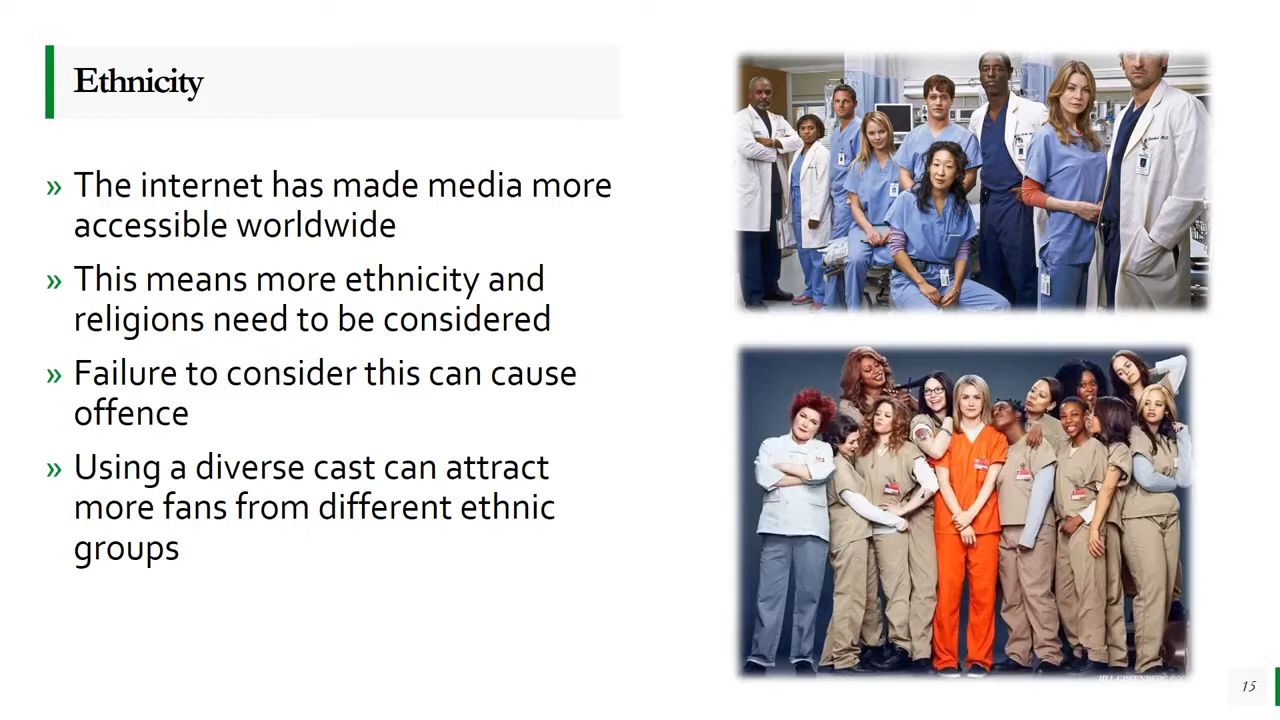 Ethnicity
» The internet has made media more
accessible worldwide
» This means more ethnicity and
religions need to be considered
» Failure to consider this can cause
offence
» Using a diverse cast can attract
more fans from different ethnic
groups
15